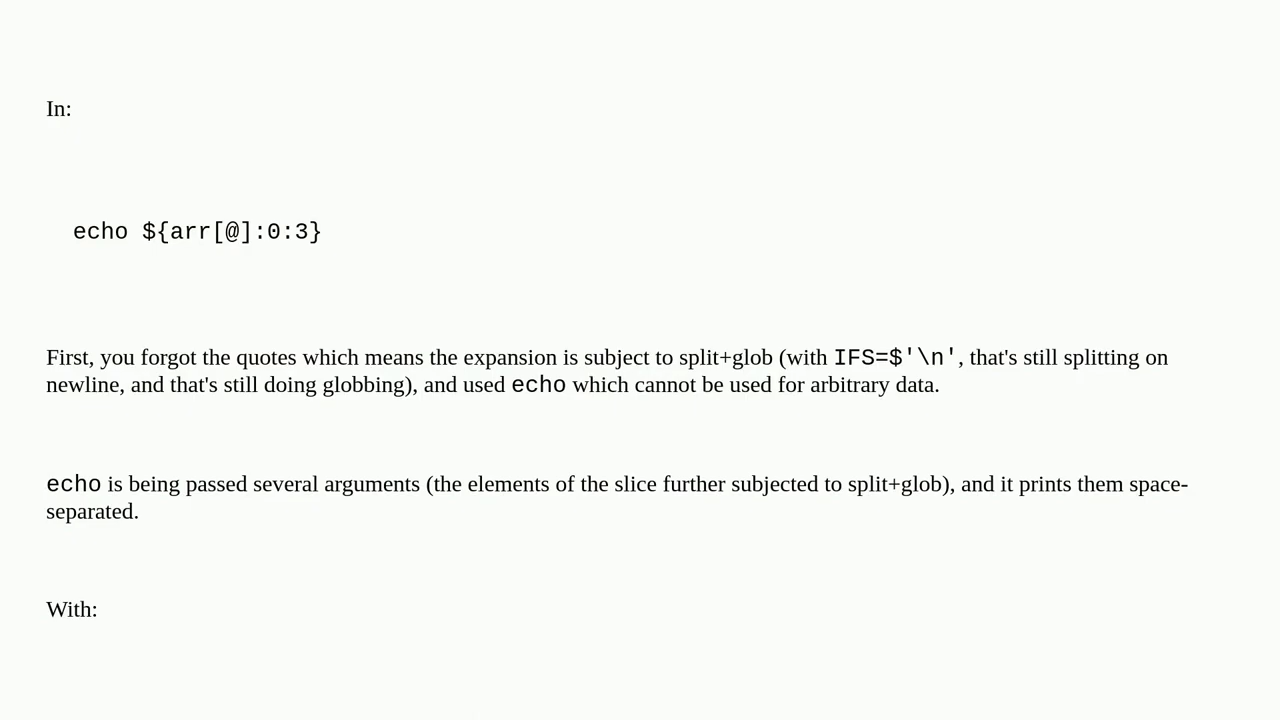 In:
echo ${arr[@]:0:3}
First, you forgot the quotes which means the expansion is subject to split+glob (with IFS=$'\n', that's still splitting on
newline, and that's still doing globbing), and used echo which cannot be used for arbitrary data.
echo is being passed several arguments (the elements of the slice further subjected to split+glob), and it prints them space-
separated.
With: